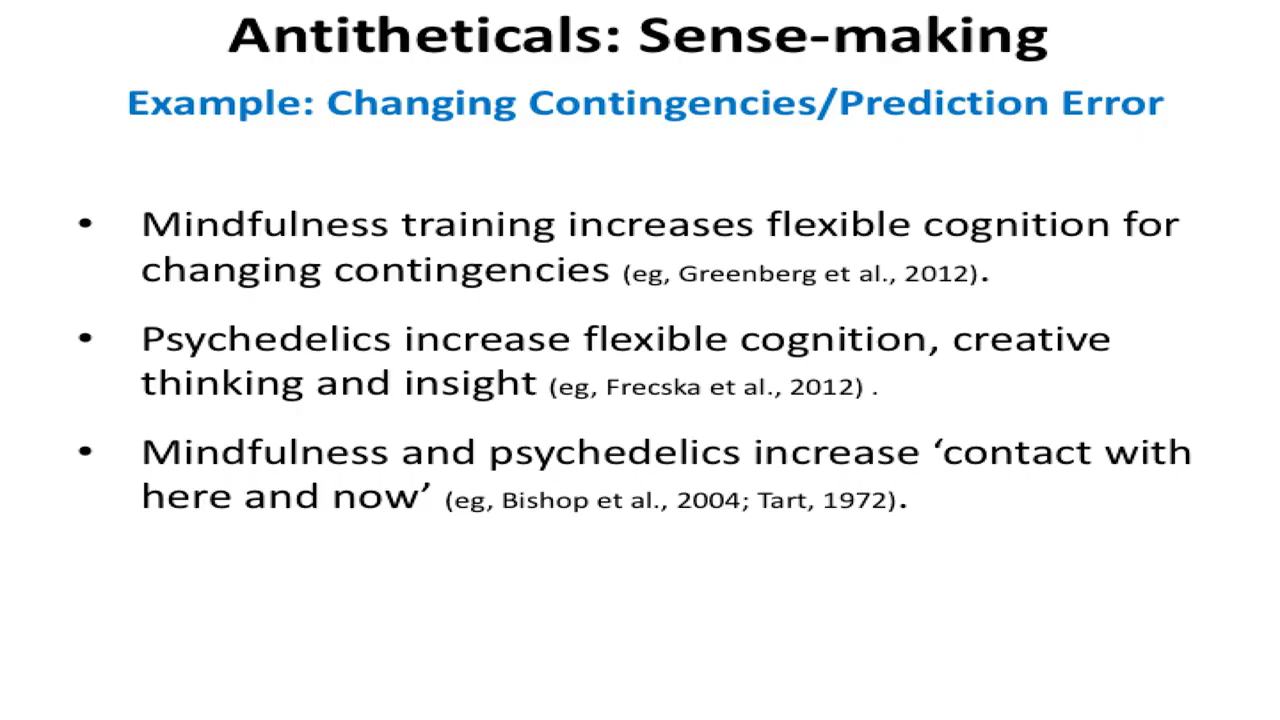 Antitheticals: Sense-making
Example: Changing Contingencies/Prediction Error
• Mindfulness training increases flexible cognition for
changing contingencies (eg, Greenberg et al., 2012).
• Psychedelics increase flexible cognition, creative
thinking and insight (eg, Frecska et al., 2012) .
• Mindfulness and psychedelics increase ‘contact with
here and now’ (eg, Bishop et al., 2004; Tart, 1972).